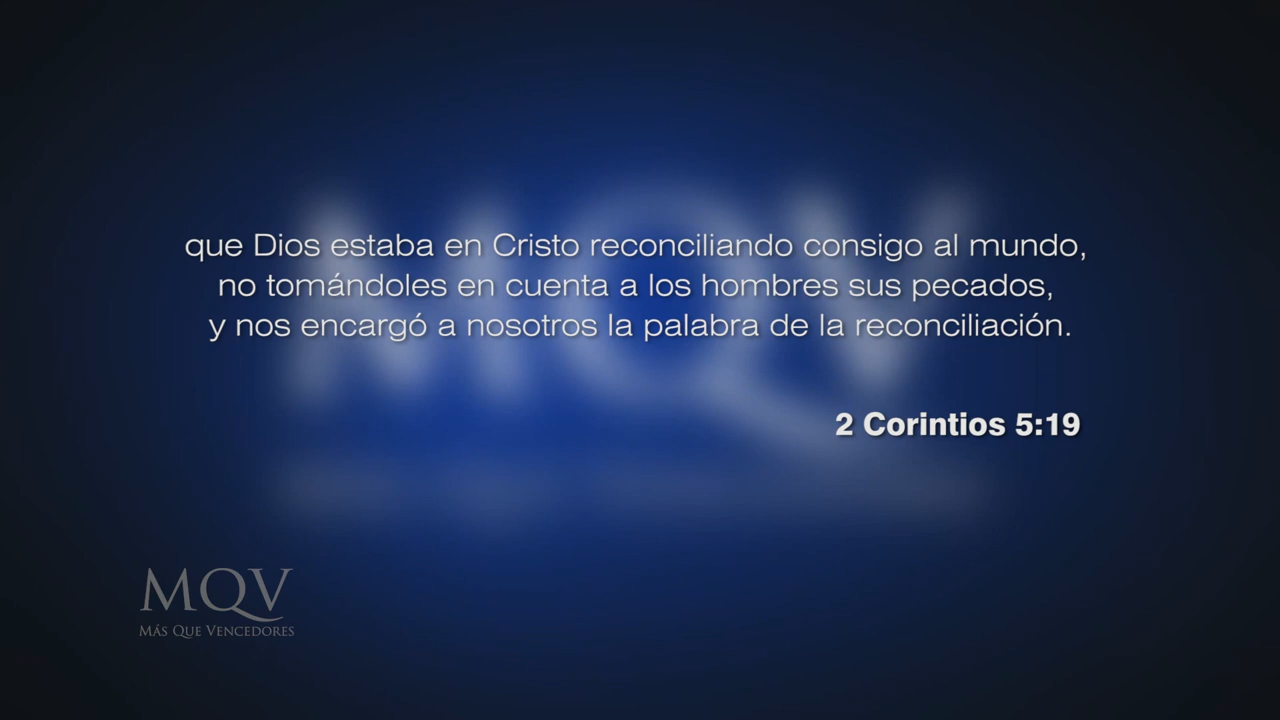 que Dios estaba en Cristo reconciliando consigo al mundo,
no tomándoles en cuenta a los hombres sus pecados,
y nos encargó a nosotros la palabra de la reconciliación.
2 Corintios 5:19
MQV
MÁS QUE VENCEDORES